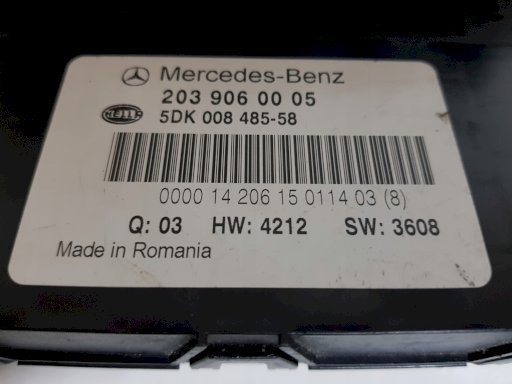 Mercedes-Benz
203 906 00 05
HELLA
5DK 008 485-58
0000 14 206 15 0114 03 (8)
Q: 03 HW: 4212 SW: 3608
Made in Romania